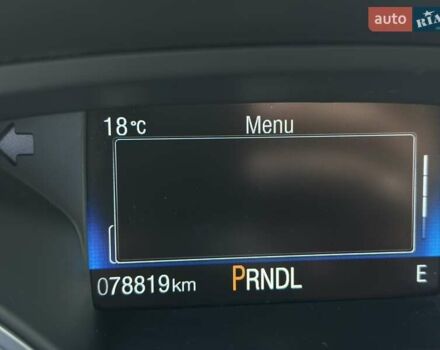 auto RIA
18°C Menu
078819km PRNDL E